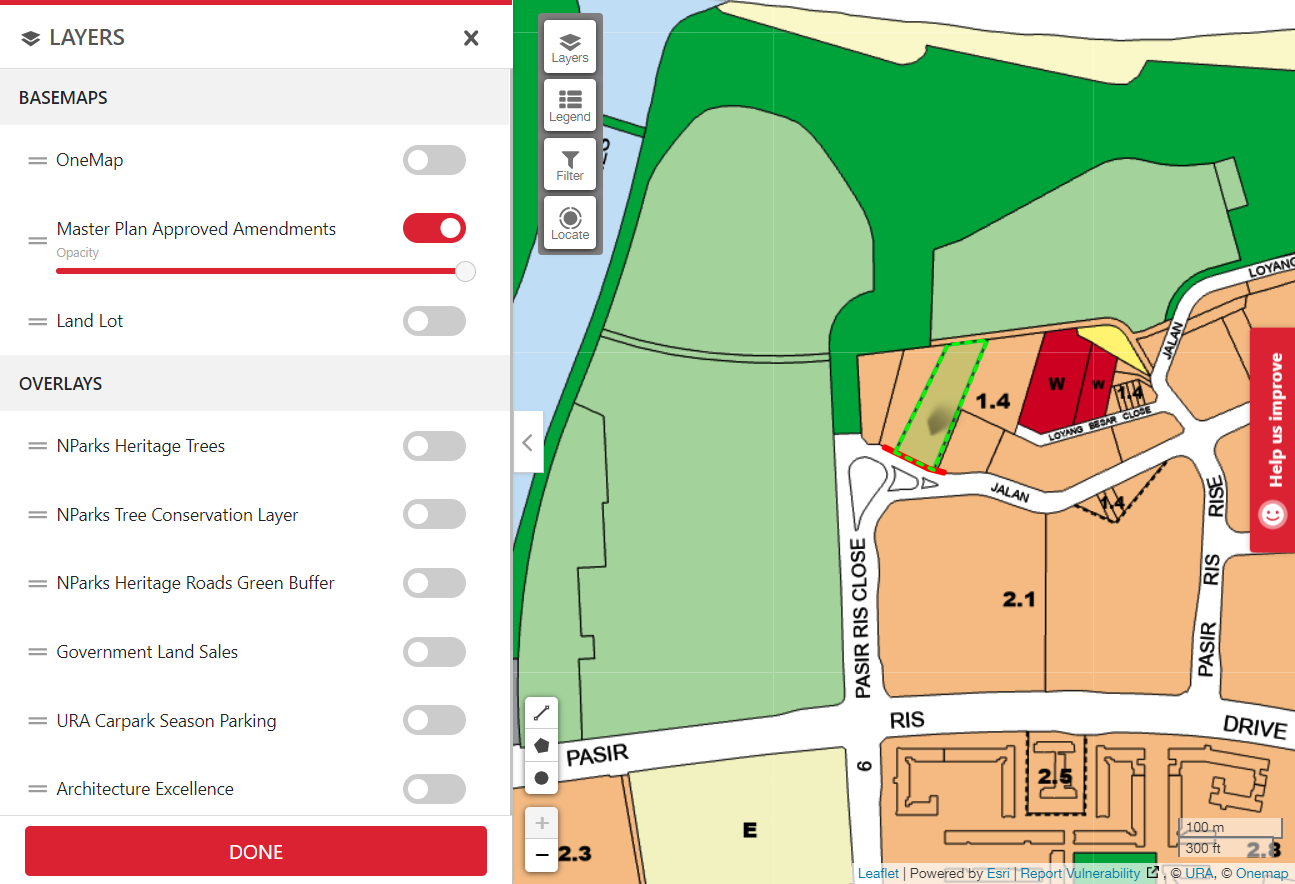 LAYERS
BASEMAPS
OneMap
Master Plan Approved Amendments
Opacity
Land Lot
OVERLAYS
NParks Heritage Trees
NParks Tree Conservation Layer
NParks Heritage Roads Green Buffer
Government Land Sales
URA Carpark Season Parking
Architecture Excellence
DONE
Layers
Legend
Filter
Locate
LOYANG
JALAN
W
W
1.4
1.4
LOYANG BESAR CLOSE
JALAN
1.4
Help us improve
PASIR RIS CLOSE
2.1
PASIR RIS RISE
PASIR
RIS
DRIVE
6
2.5
E
2.3
2.8
100 m
300 ft
+
−
Leaflet | Powered by Esri | Report Vulnerability , © URA, © Onemap